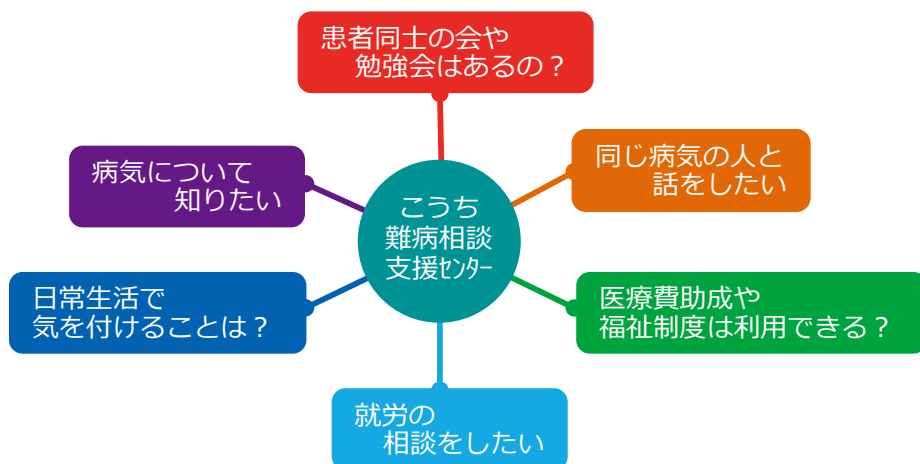 患者同士の会や
勉強会はあるの？
病気について
知りたい
同じ病気の人と
話をしたい
こうち
難病相談
支援ｾﾝﾀｰ
日常生活で
気を付けることは？
医療費助成や
福祉制度は利用できる？
就労の
相談をしたい